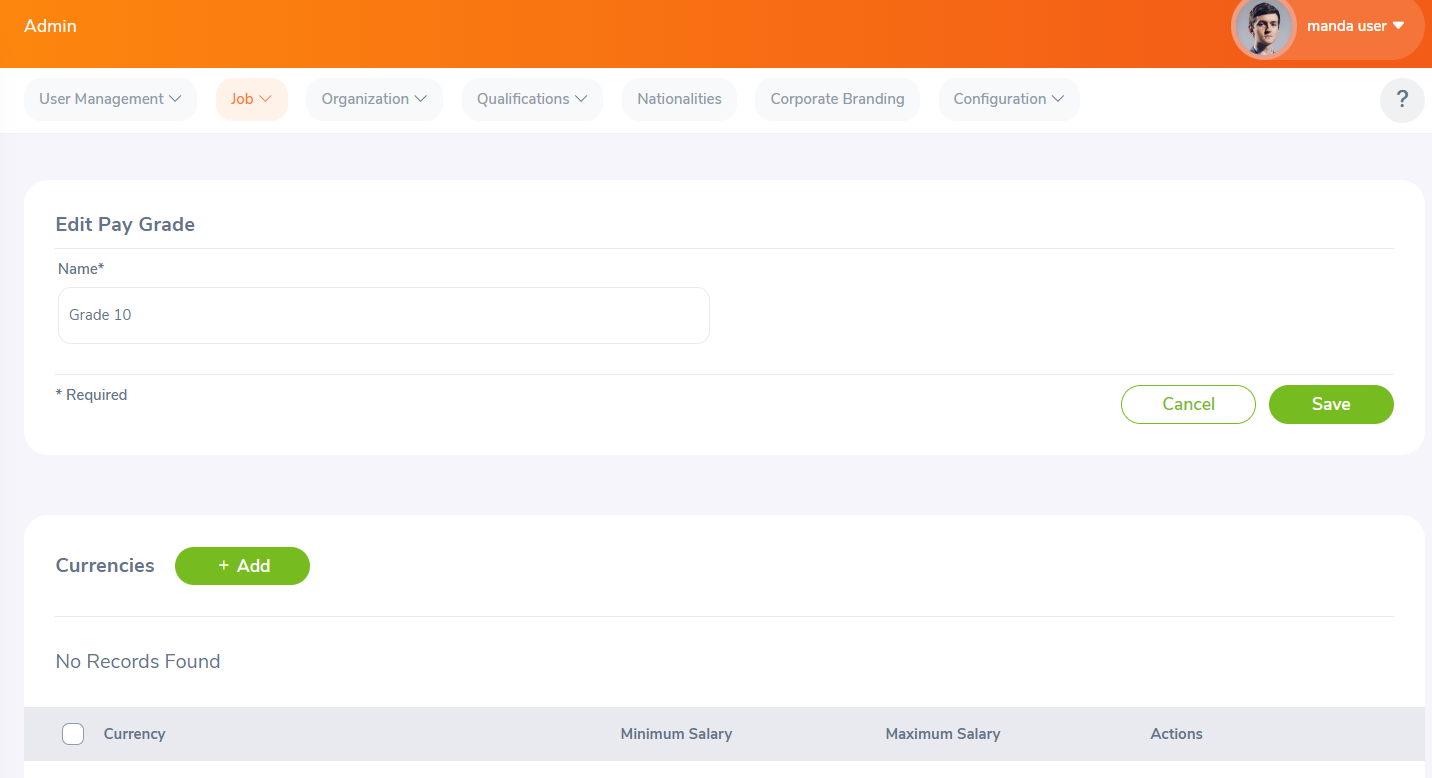 Admin
manda user
User Management Job Organization Qualifications Nationalities Corporate Branding Configuration ?
Edit Pay Grade
Name*
Grade 10
* Required
Cancel Save
Currencies + Add
No Records Found
Currency Minimum Salary Maximum Salary Actions